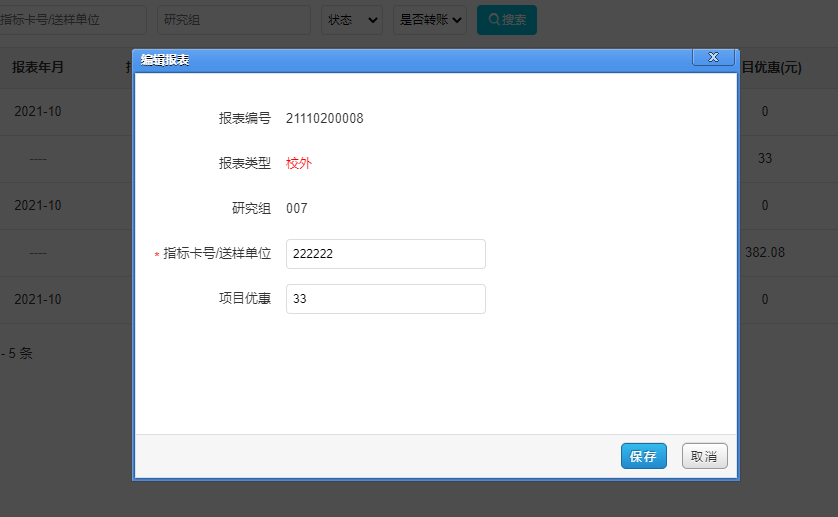 指标卡号/送样单位 研究组 状态 是否转账 搜索
编辑报表 x
报表年月 目优惠(元)
2021-10 报表编号 21110200008 0
---- 报表类型 校外 33
2021-10 研究组 007 0
---- * 指标卡号/送样单位 222222 382.08
2021-10 项目优惠 33 0
- 5 条
保存 取消